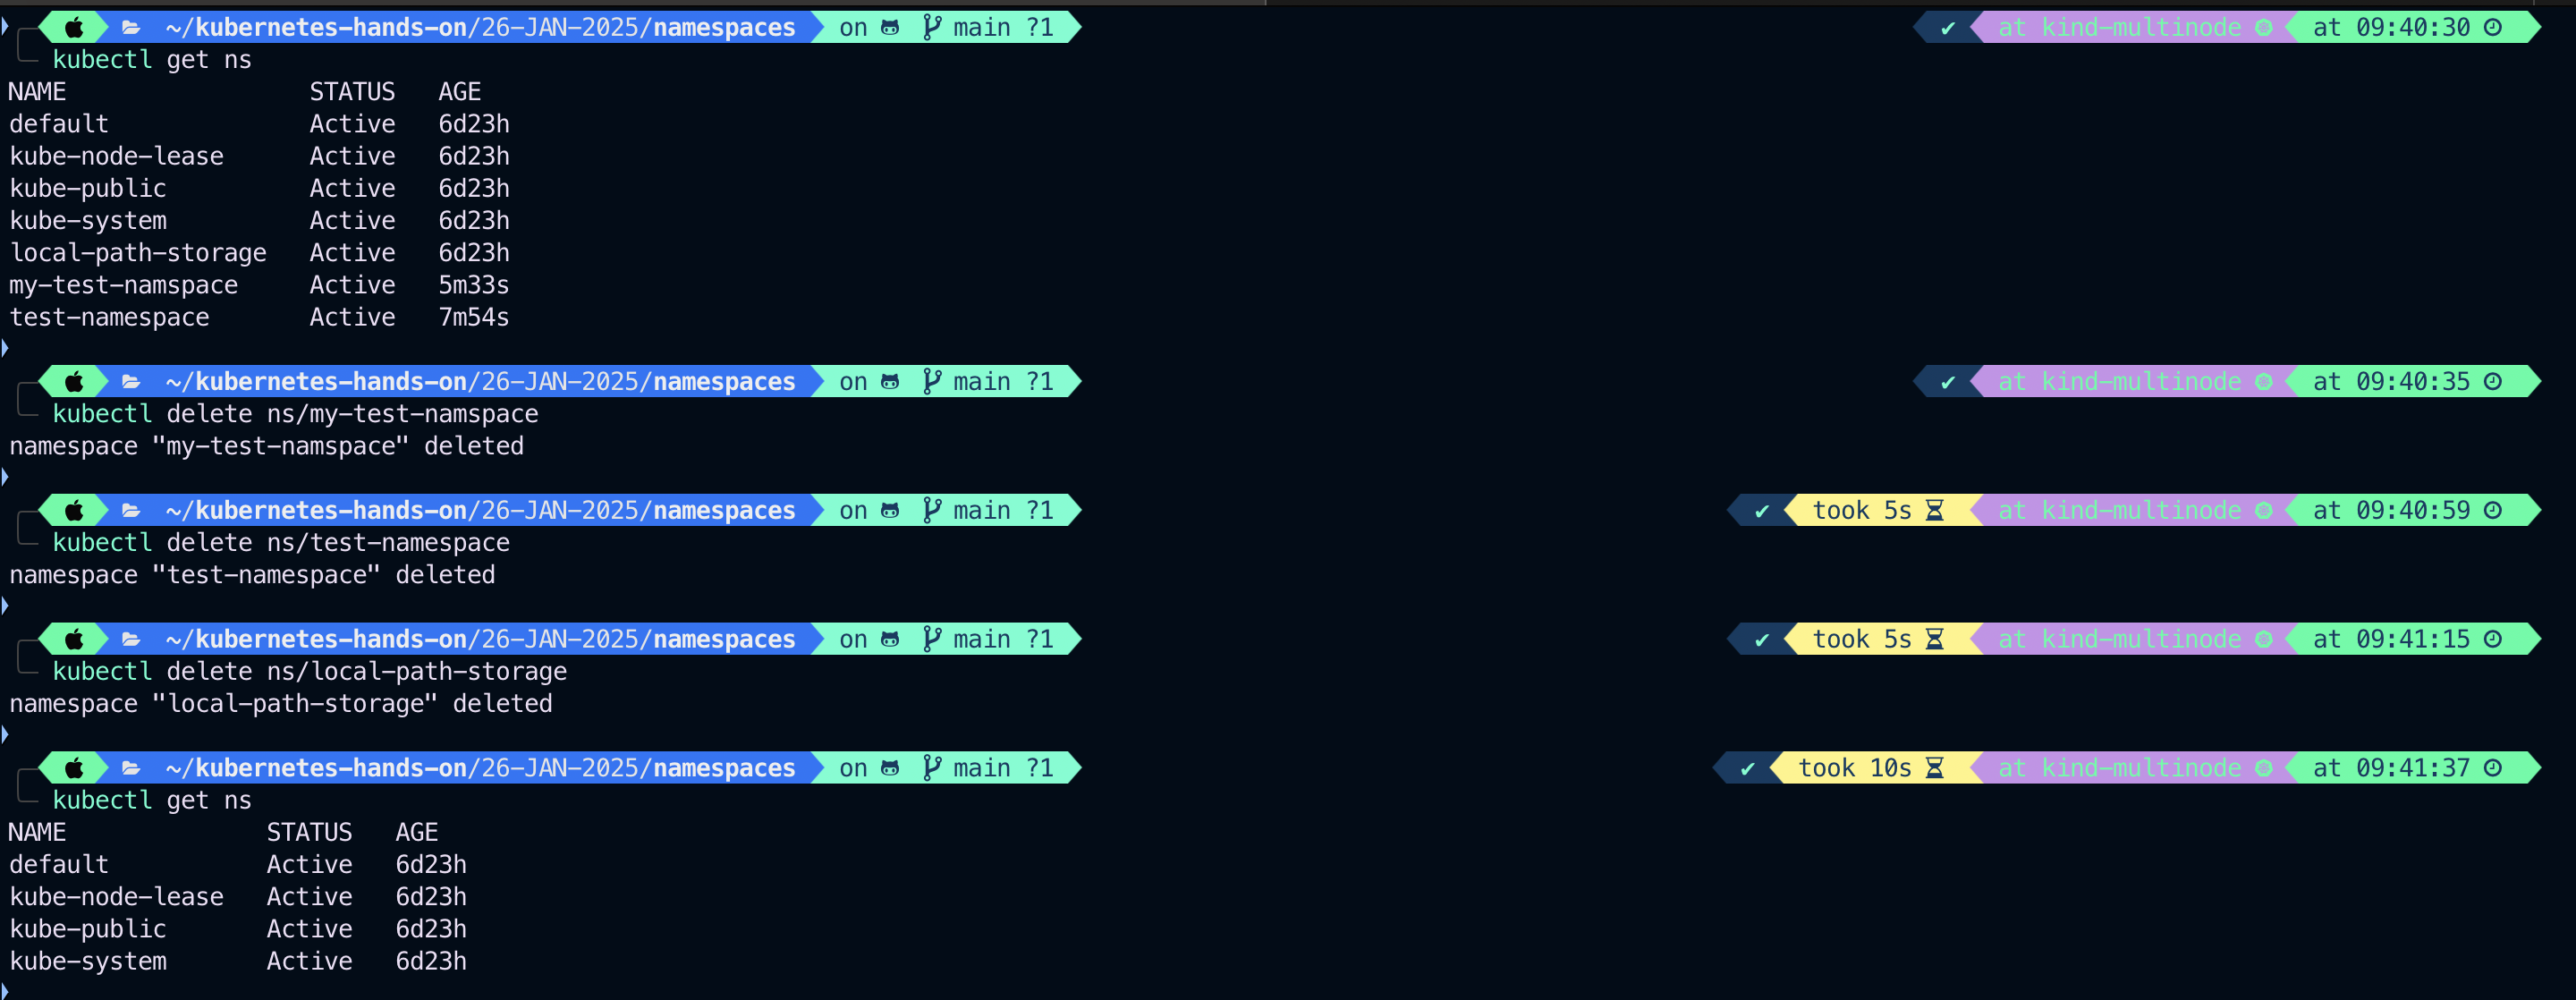 ~/kubernetes-hands-on/26-JAN-2025/namespaces on main ?1 ✔ at kind-multinode at 09:40:30
kubectl get ns
NAME STATUS AGE
default Active 6d23h
kube-node-lease Active 6d23h
kube-public Active 6d23h
kube-system Active 6d23h
local-path-storage Active 6d23h
my-test-namspace Active 5m33s
test-namespace Active 7m54s
~/kubernetes-hands-on/26-JAN-2025/namespaces on main ?1 ✔ at kind-multinode at 09:40:35
kubectl delete ns/my-test-namspace
namespace "my-test-namspace" deleted
~/kubernetes-hands-on/26-JAN-2025/namespaces on main ?1 ✔ took 5s at kind-multinode at 09:40:59
kubectl delete ns/test-namespace
namespace "test-namespace" deleted
~/kubernetes-hands-on/26-JAN-2025/namespaces on main ?1 ✔ took 5s at kind-multinode at 09:41:15
kubectl delete ns/local-path-storage
namespace "local-path-storage" deleted
~/kubernetes-hands-on/26-JAN-2025/namespaces on main ?1 ✔ took 10s at kind-multinode at 09:41:37
kubectl get ns
NAME STATUS AGE
default Active 6d23h
kube-node-lease Active 6d23h
kube-public Active 6d23h
kube-system Active 6d23h